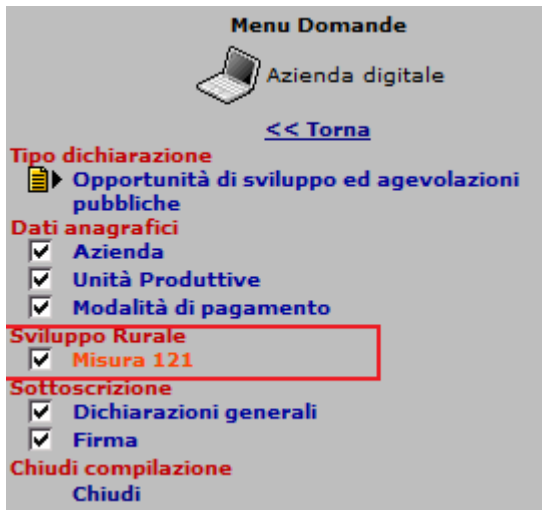 Menu Domande
Azienda digitale
<< Torna
Tipo dichiarazione
Opportunità di sviluppo ed agevolazioni
pubbliche
Dati anagrafici
Azienda
Unità Produttive
Modalità di pagamento
Sviluppo Rurale
Misura 121
Sottoscrizione
Dichiarazioni generali
Firma
Chiudi compilazione
Chiudi